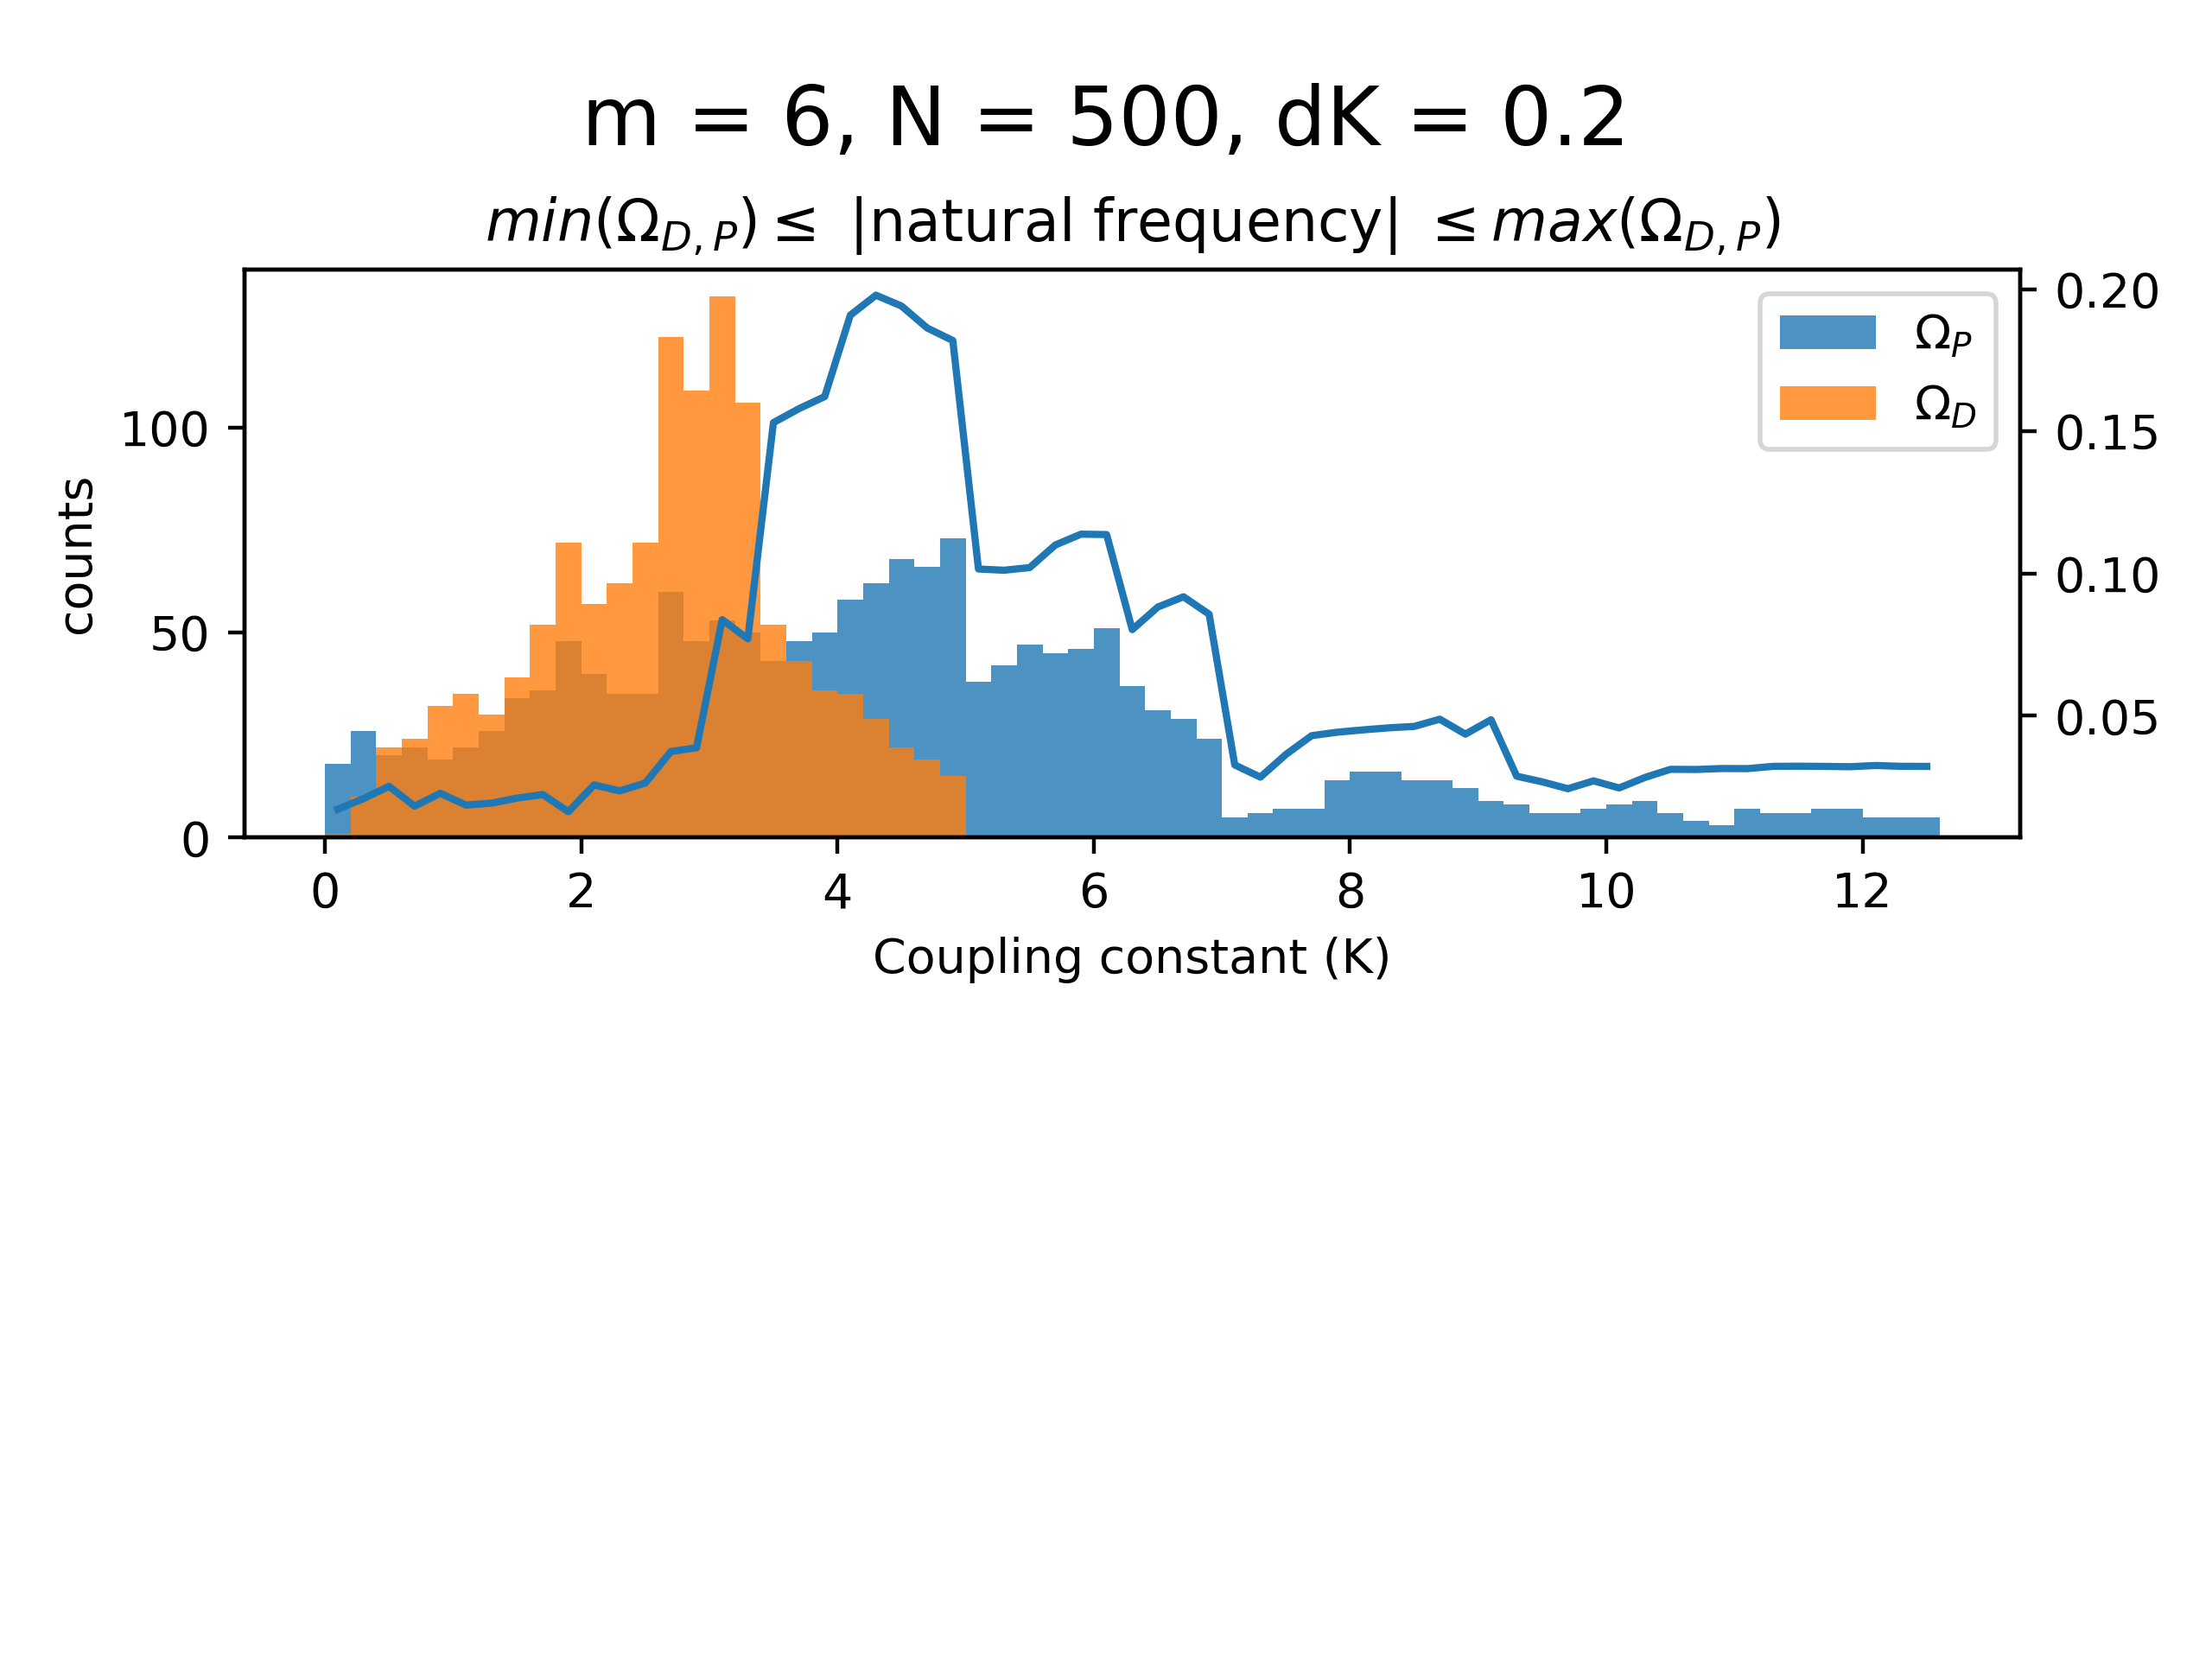 m = 6, N = 500, dK = 0.2
min(Ω_{D, P}) ≤ |natural frequency| ≤ max(Ω_{D, P})
counts
100
50
0
0.20
0.15
0.10
0.05
Ω_P
Ω_D
0 2 4 6 8 10 12
Coupling constant (K)